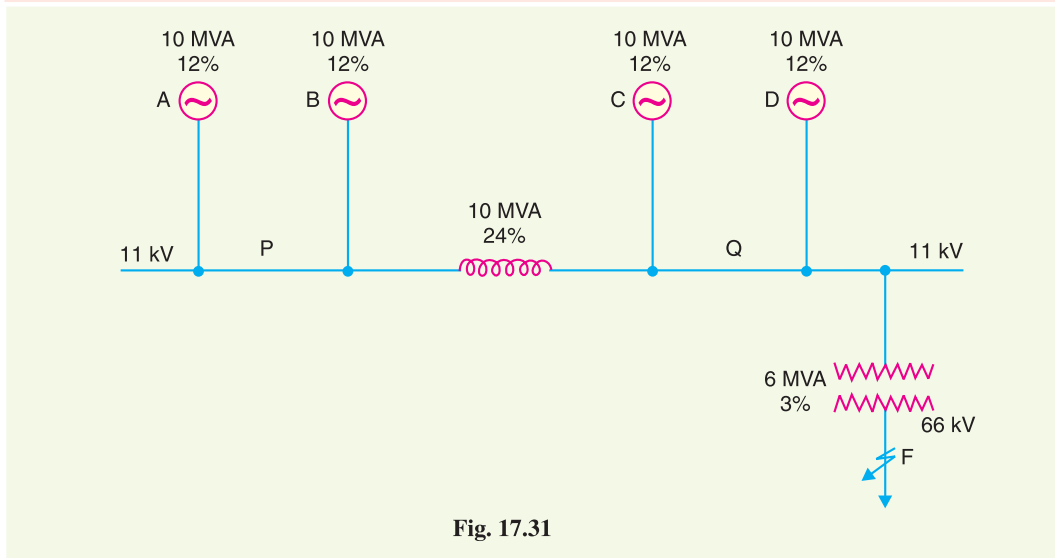 10 MVA 10 MVA 10 MVA 10 MVA
12% 12% 12% 12%
A B C D
10 MVA
24%
11 kV P Q 11 kV
6 MVA
3%
66 kV
F
Fig. 17.31